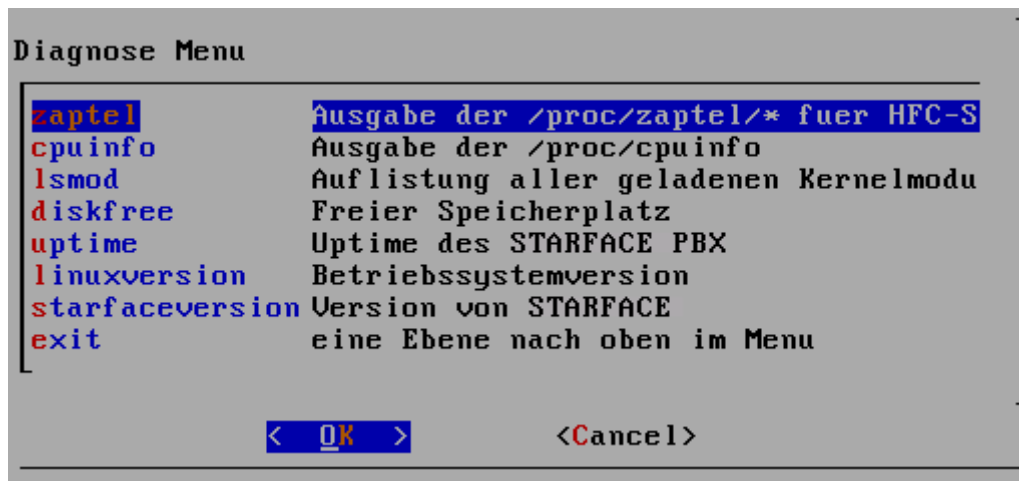 Diagnose Menu
zaptel Ausgabe der /proc/zaptel/* fuer HFC-S
cpuinfo Ausgabe der /proc/cpuinfo
lsmod Auflistung aller geladenen Kernelmodu
diskfree Freier Speicherplatz
uptime Uptime des STARFACE PBX
linuxversion Betriebssystemversion
starfaceversion Version von STARFACE
exit eine Ebene nach oben im Menu
< OK > <Cancel>